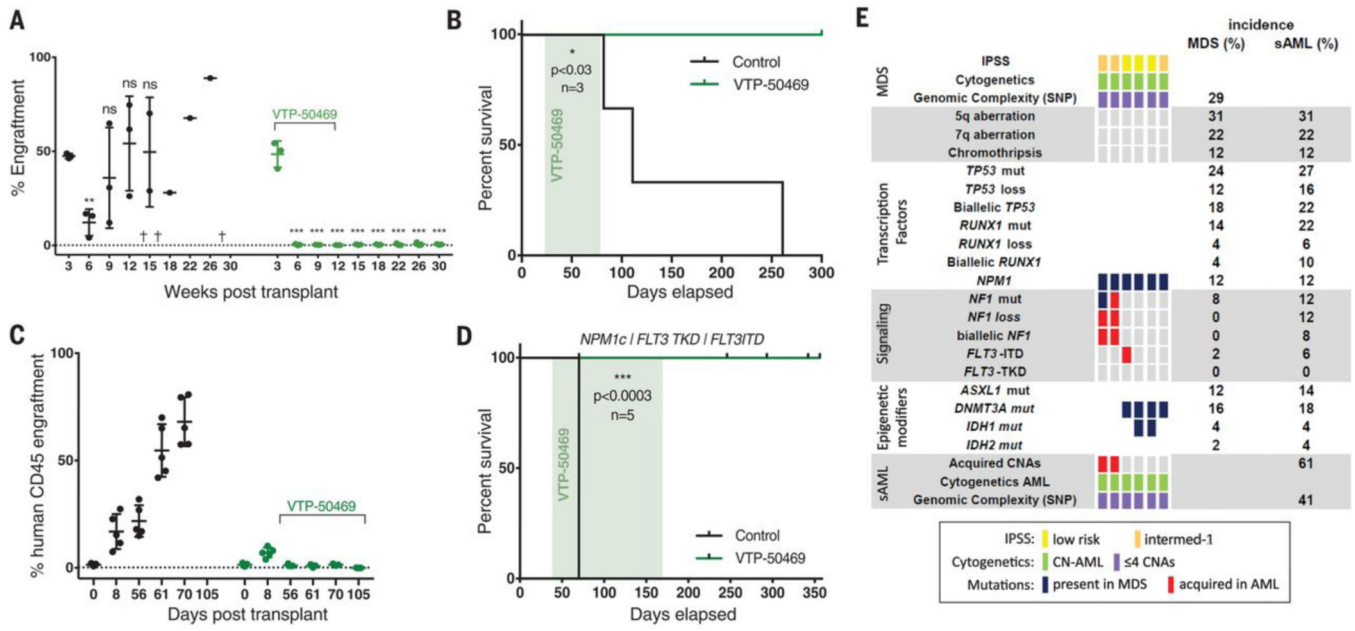 A
% Engraftment
100
50
0
**
ns
ns
ns
VTP-50469
*** *** *** *** *** *** *** ***
† † †
3 6 9 12 15 18 22 26 30 3 6 9 12 15 18 22 26 30
Weeks post transplant
B
Percent survival
100
50
0
*
p<0.03
n=3
VTP-50469
Control
VTP-50469
0 50 100 150 200 250 300
Days elapsed
C
% human CD45 engraftment
100
50
0
VTP-50469
0 8 56 61 70 105 0 8 56 61 70 105
Days post transplant
D
NPM1c / FLT3 TKD / FLT3ITD
Percent survival
100
50
0
***
p<0.0003
n=5
VTP-50469
Control
VTP-50469
0 50 100 150 200 250 300 350
Days elapsed
E
incidence
MDS (%) sAML (%)
MDS
IPSS
Cytogenetics
Genomic Complexity (SNP) 29
5q aberration 31 31
7q aberration 22 22
Chromothripsis 12 12
Transcription Factors
TP53 mut 24 27
TP53 loss 12 16
Biallelic TP53 18 22
RUNX1 mut 14 22
RUNX1 loss 4 6
Biallelic RUNX1 4 10
NPM1 12 12
Signaling
NF1 mut 8 12
NF1 loss 0 12
biallelic NF1 0 8
FLT3 -ITD 2 6
FLT3 -TKD 0 0
Epigenetic modifiers
ASXL1 mut 12 14
DNMT3A mut 16 18
IDH1 mut 4 4
IDH2 mut 2 4
sAML
Acquired CNAs 61
Cytogenetics AML
Genomic Complexity (SNP) 41
IPSS: low risk intermed-1
Cytogenetics: CN-AML ≤4 CNAs
Mutations: present in MDS acquired in AML